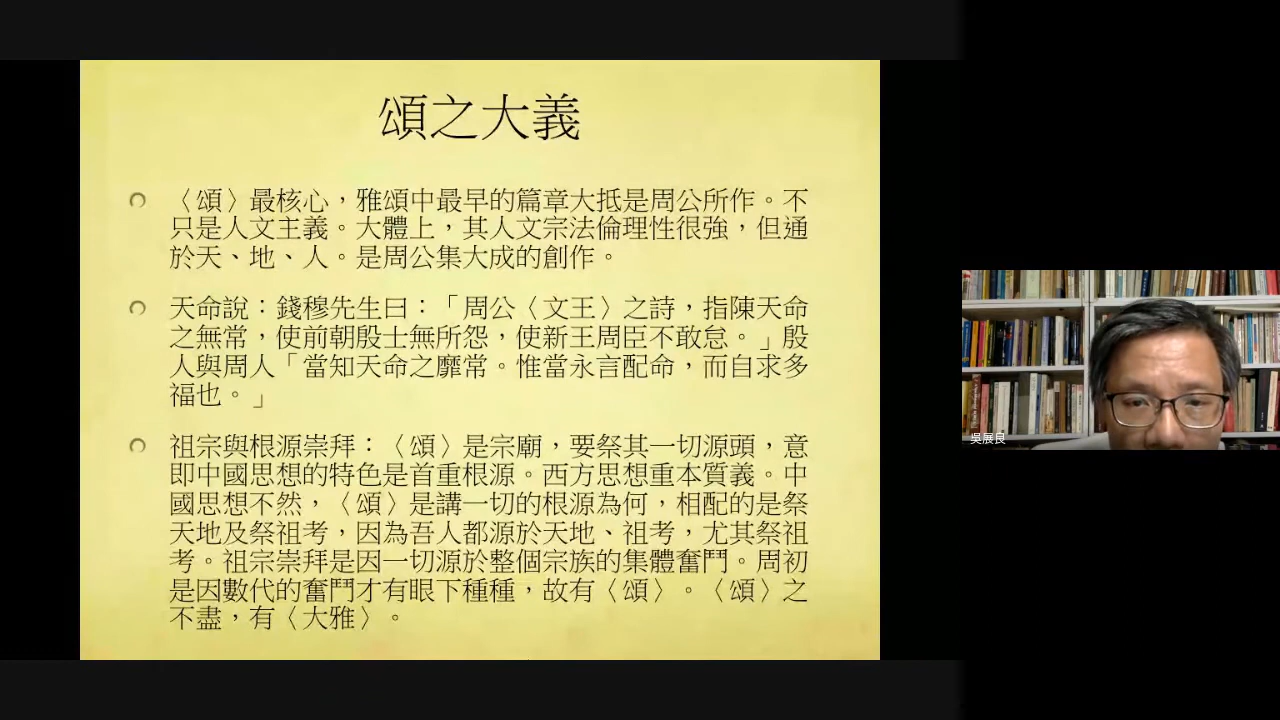 頌之大義
〈頌〉最核心，雅頌中最早的篇章大抵是周公所作。不
只是人文主義。大體上，其人文宗法倫理性很強，但通
於天、地、人。是周公集大成的創作。
天命說：錢穆先生曰：「周公〈文王〉之詩，指陳天命
之無常，使前朝殷士無所怨，使新王周臣不敢怠。」殷
人與周人「當知天命之靡常。惟當永言配命，而自求多
福也。」
祖宗與根源崇拜：〈頌〉是宗廟，要祭其一切源頭，意
即中國思想的特色是首重根源。西方思想重本質義。中
國思想不然，〈頌〉是講一切的根源為何，相配的是祭
天地及祭祖考，因為吾人都源於天地、祖考，尤其祭祖
考。祖宗崇拜是因一切源於整個宗族的集體奮鬥。周初
是因數代的奮鬥才有眼下種種，故有〈頌〉。〈頌〉之
不盡，有〈大雅〉。
吳展良